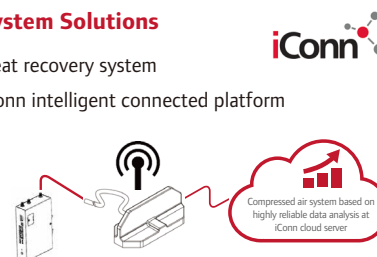 ystem Solutions
iConn
eat recovery system
onn intelligent connected platform
Compressed air system based on
highly reliable data analysis at
iConn cloud server